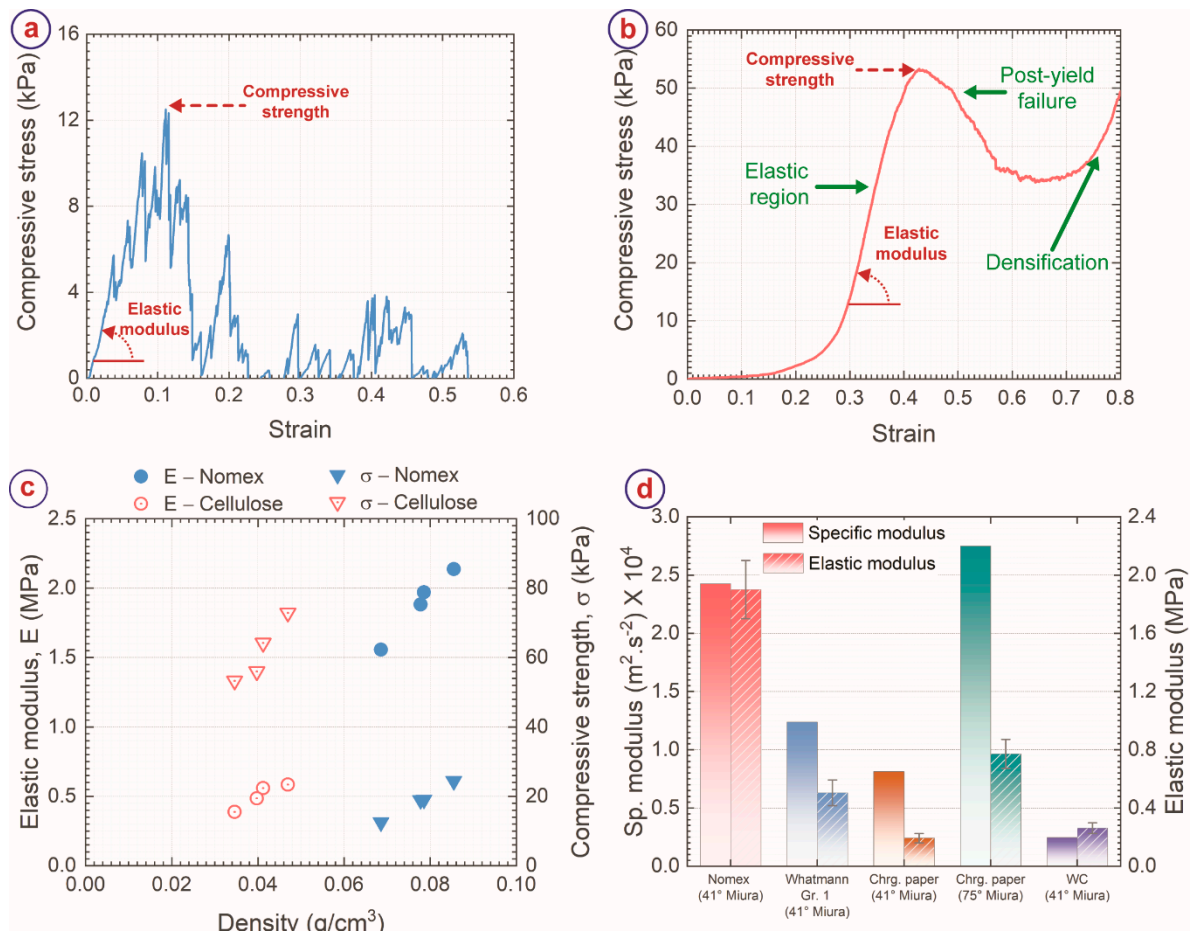 a
16
12
8
4
0
Compressive stress (kPa)
Compressive
strength
Elastic
modulus
0.0 0.1 0.2 0.3 0.4 0.5 0.6
Strain
b
60
50
40
30
20
10
0
Compressive stress (kPa)
Compressive
strength
Post-yield
failure
Elastic
region
Elastic
modulus
Densification
0.0 0.1 0.2 0.3 0.4 0.5 0.6 0.7 0.8
Strain
c
E – Nomex
σ – Nomex
E – Cellulose
σ – Cellulose
2.5
2.0
1.5
1.0
0.5
0.0
Elastic modulus, E (MPa)
100
80
60
40
20
0
Compressive strength, σ (kPa)
0.00 0.02 0.04 0.06 0.08 0.10
Density (g/cm³)
d
3.0
2.5
2.0
1.5
1.0
0.5
0.0
Sp. modulus (m².s⁻²) X 10⁴
Specific modulus
Elastic modulus
2.4
2.0
1.6
1.2
0.8
0.4
0.0
Elastic modulus (MPa)
Nomex
(41° Miura)
Whatmann
Gr. 1
(41° Miura)
Chrg. paper
(41° Miura)
Chrg. paper
(75° Miura)
WC
(41° Miura)